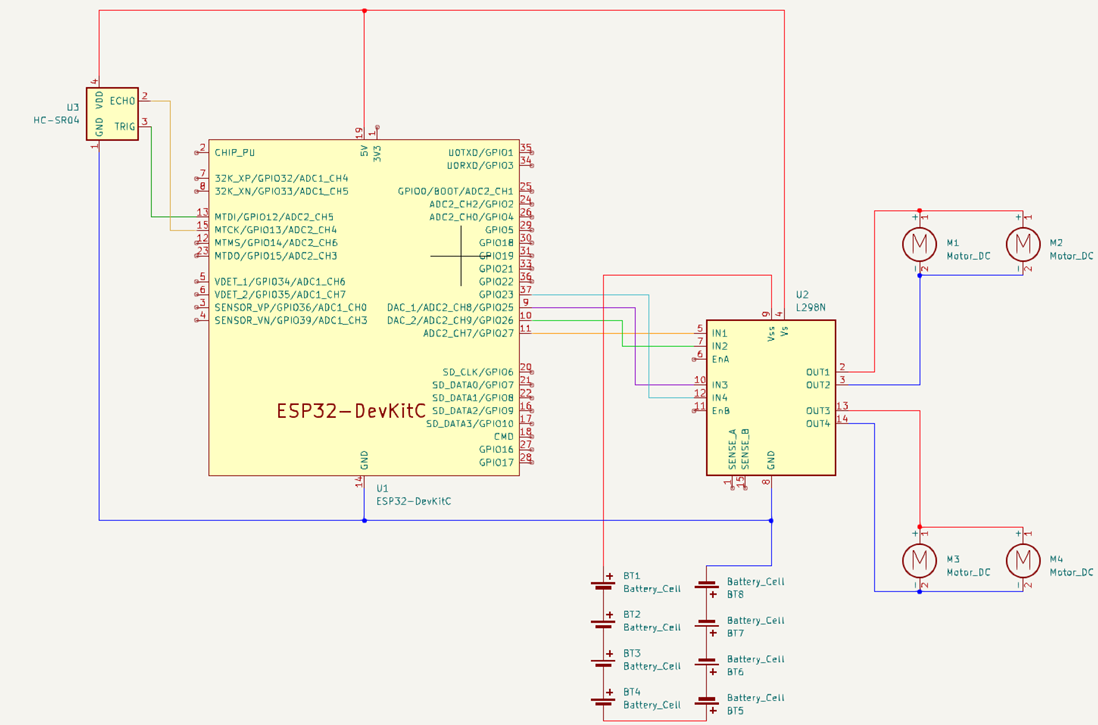 4
U3
HC-SR04
VDD
ECHO
2
TRIG
3
GND
1
19
1
5V
3V3
2
CHIP_PU
7
32K_XP/GPIO32/ADC1_CH4
8
32K_XN/GPIO33/ADC1_CH5
13
MTDI/GPIO12/ADC2_CH5
15
MTCK/GPIO13/ADC2_CH4
12
MTMS/GPIO14/ADC2_CH6
23
MTDO/GPIO15/ADC2_CH3
5
VDET_1/GPIO34/ADC1_CH6
6
VDET_2/GPIO35/ADC1_CH7
3
SENSOR_VP/GPIO36/ADC1_CH0
4
SENSOR_VN/GPIO39/ADC1_CH3
U0TXD/GPIO1
35
U0RXD/GPIO3
34
GPIO0/BOOT/ADC2_CH1
25
ADC2_CH2/GPIO2
24
ADC2_CH0/GPIO4
26
GPIO5
29
GPIO18
30
GPIO19
31
GPIO21
33
GPIO22
36
GPIO23
37
DAC_1/ADC2_CH8/GPIO25
9
DAC_2/ADC2_CH9/GPIO26
10
ADC2_CH7/GPIO27
11
SD_CLK/GPIO6
20
SD_DATA0/GPIO7
21
SD_DATA1/GPIO8
22
SD_DATA2/GPIO9
16
SD_DATA3/GPIO10
17
CMD
18
GPIO16
27
GPIO17
28
ESP32-DevKitC
GND
14
U1
ESP32-DevKitC
U2
L298N
9
4
Vss
Vs
5
IN1
7
IN2
6
EnA
10
IN3
12
IN4
11
EnB
OUT1
2
OUT2
3
OUT3
13
OUT4
14
SENSE_A
SENSE_B
GND
1
15
8
+
1
M
-
2
M1
Motor_DC
+
1
M
-
2
M2
Motor_DC
+
1
M
-
2
M3
Motor_DC
+
1
M
-
2
M4
Motor_DC
+
BT1
Battery_Cell
+
BT2
Battery_Cell
+
BT3
Battery_Cell
+
BT4
Battery_Cell
Battery_Cell
+
BT8
Battery_Cell
+
BT7
Battery_Cell
+
BT6
Battery_Cell
+
BT5